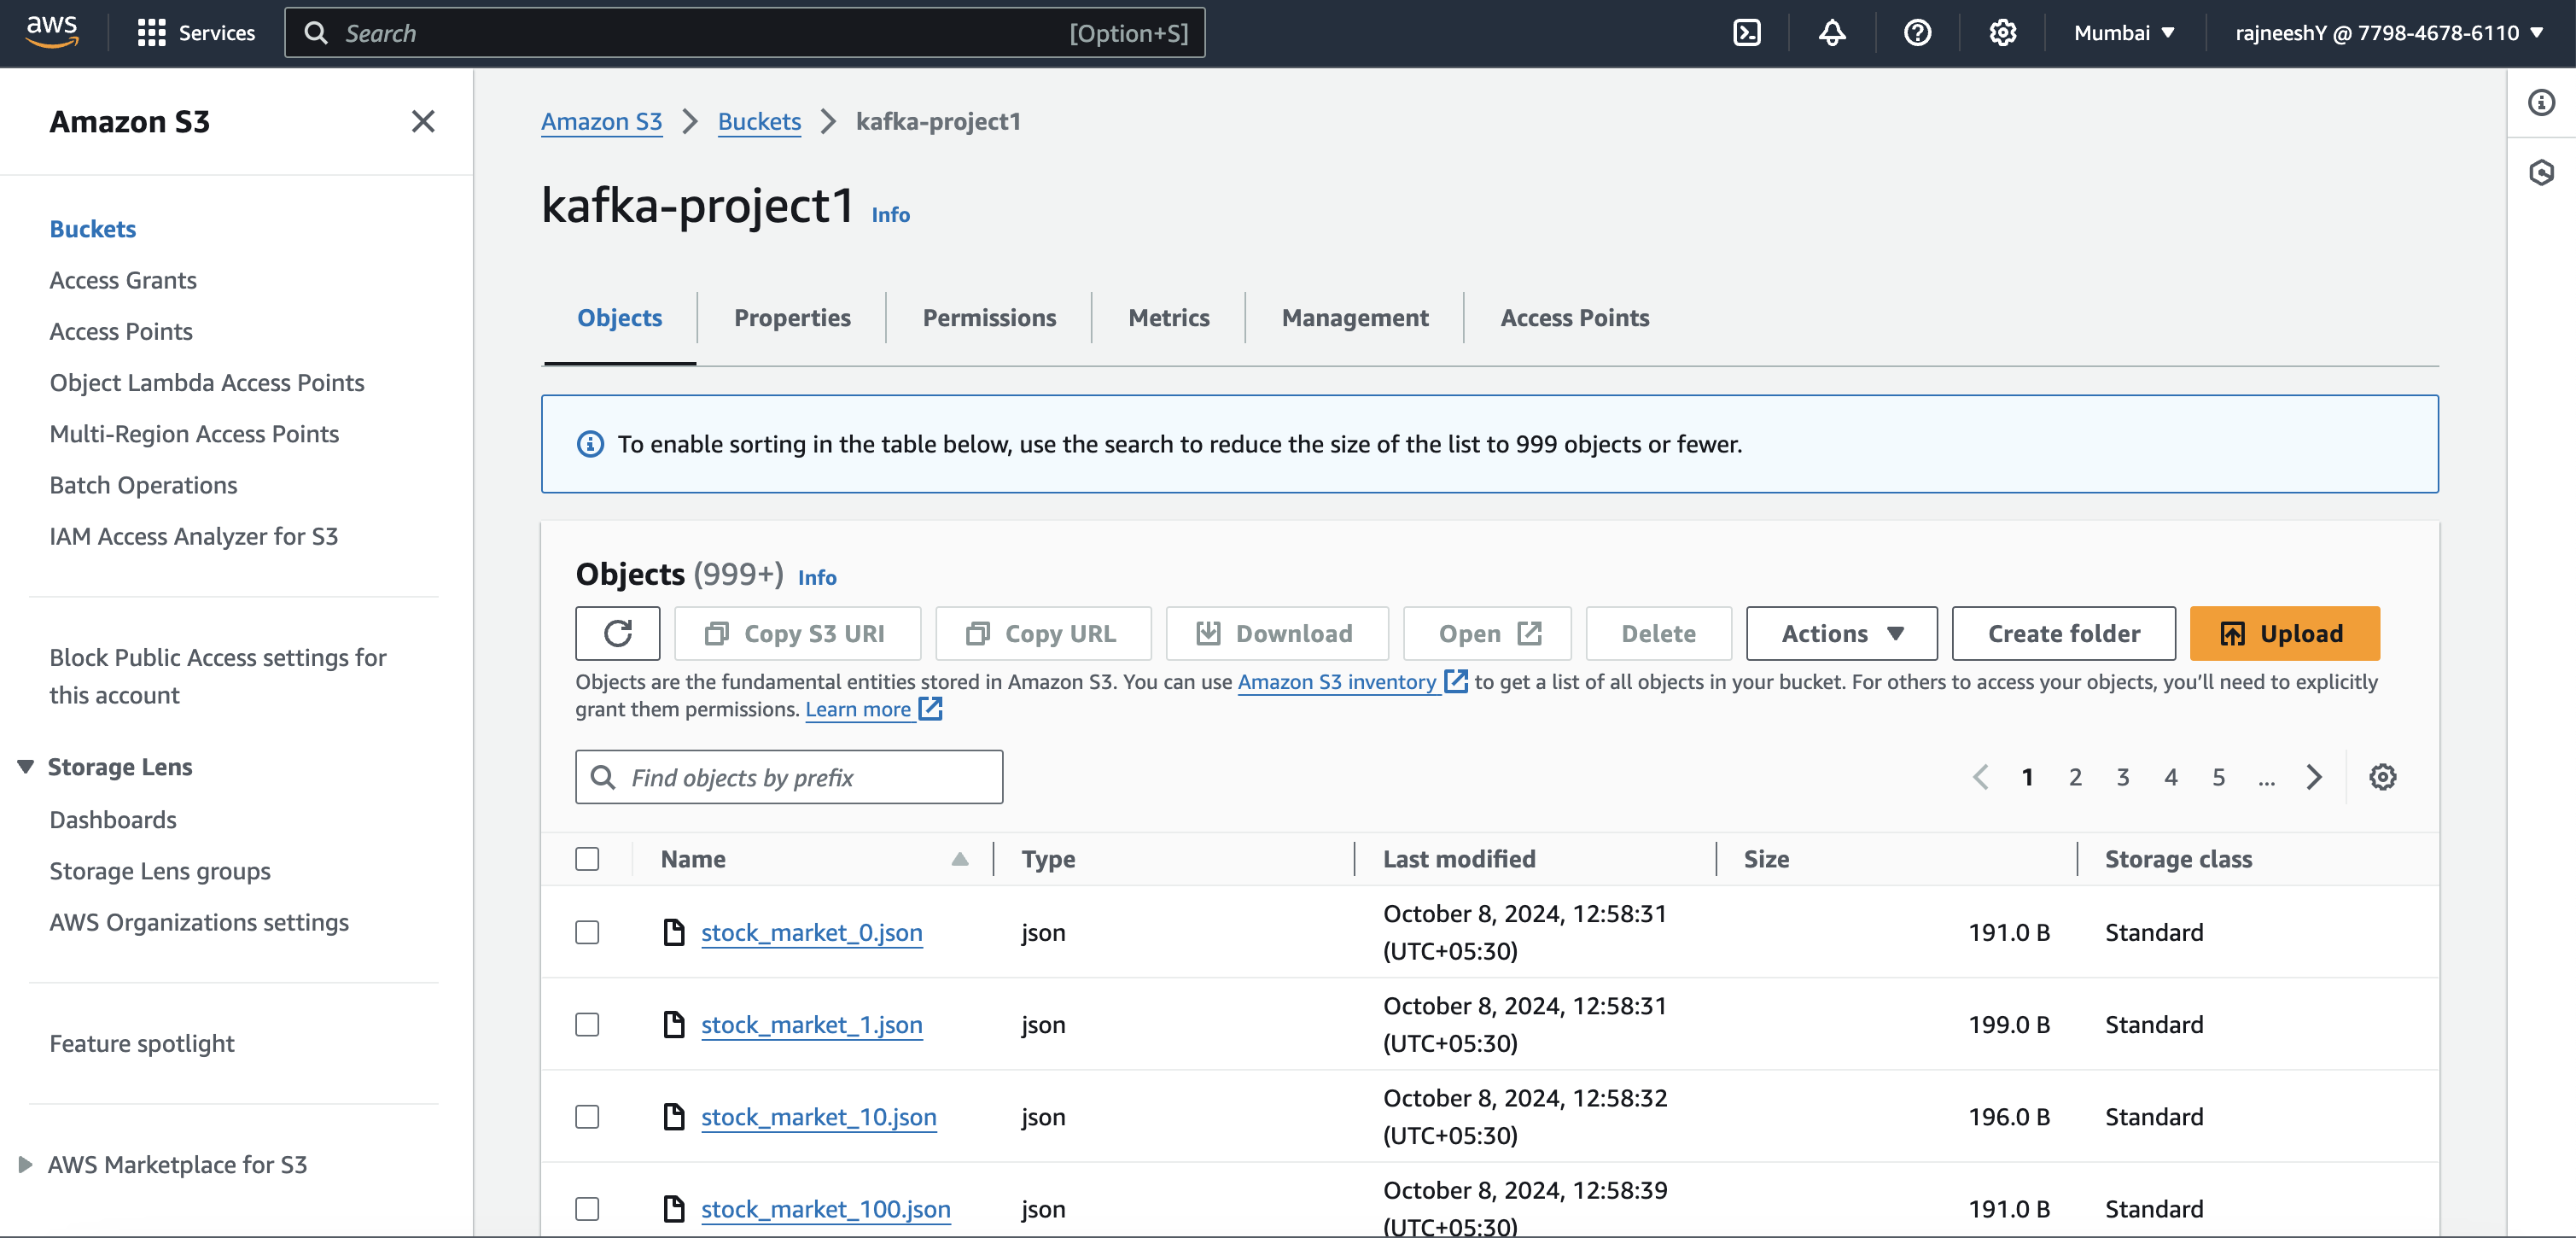 aws
Services
Search
[Option+S]
Mumbai
rajneeshY @ 7798-4678-6110
Amazon S3
Buckets
Access Grants
Access Points
Object Lambda Access Points
Multi-Region Access Points
Batch Operations
IAM Access Analyzer for S3
Block Public Access settings for
this account
Storage Lens
Dashboards
Storage Lens groups
AWS Organizations settings
Feature spotlight
AWS Marketplace for S3
Amazon S3 > Buckets > kafka-project1
kafka-project1 Info
Objects
Properties
Permissions
Metrics
Management
Access Points
To enable sorting in the table below, use the search to reduce the size of the list to 999 objects or fewer.
Objects (999+) Info
Copy S3 URI
Copy URL
Download
Open
Delete
Actions
Create folder
Upload
Objects are the fundamental entities stored in Amazon S3. You can use Amazon S3 inventory to get a list of all objects in your bucket. For others to access your objects, you’ll need to explicitly
grant them permissions. Learn more
Find objects by prefix
1 2 3 4 5 ...
Name Type Last modified Size Storage class
stock_market_0.json json October 8, 2024, 12:58:31 191.0 B Standard
(UTC+05:30)
stock_market_1.json json October 8, 2024, 12:58:31 199.0 B Standard
(UTC+05:30)
stock_market_10.json json October 8, 2024, 12:58:32 196.0 B Standard
(UTC+05:30)
stock_market_100.json json October 8, 2024, 12:58:39 191.0 B Standard
(UTC+05:30)